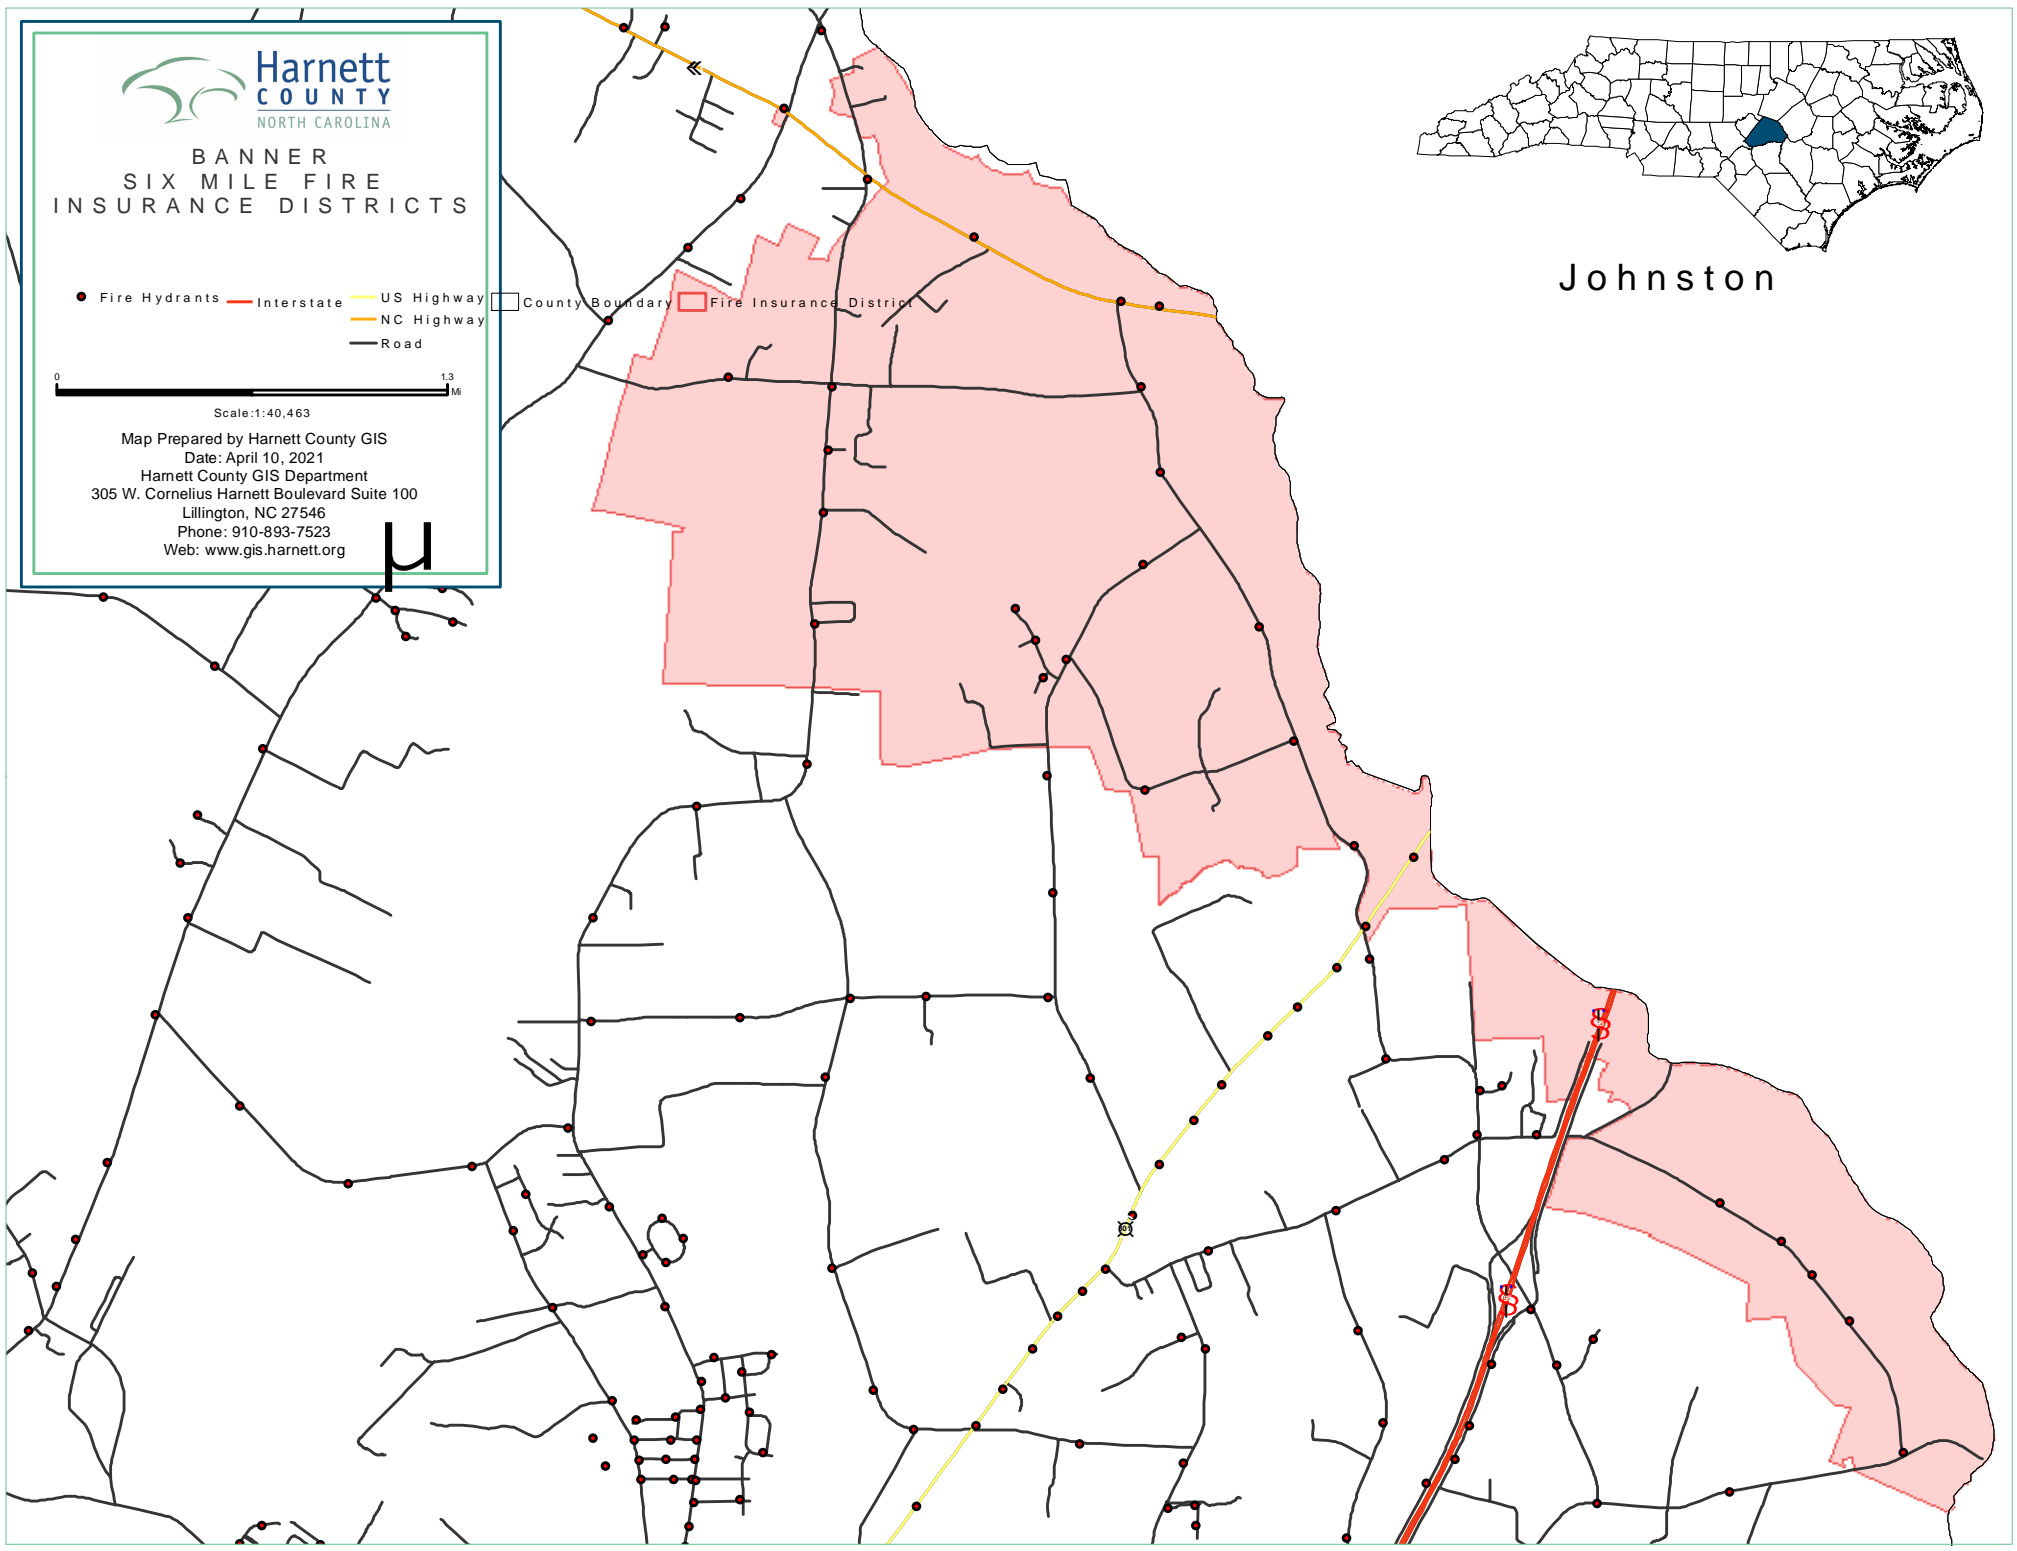 Harnett
COUNTY
NORTH CAROLINA
BANNER
SIX MILE FIRE
INSURANCE DISTRICTS
Fire Hydrants
Interstate
US Highway
NC Highway
Road
County Boundary
Fire Insurance District
0
1.3
Mi
Scale:1:40,463
Map Prepared by Harnett County GIS
Date: April 10, 2021
Harnett County GIS Department
305 W. Cornelius Harnett Boulevard Suite 100
Lillington, NC 27546
Phone: 910-893-7523
Web: www.gis.harnett.org
µ
Johnston